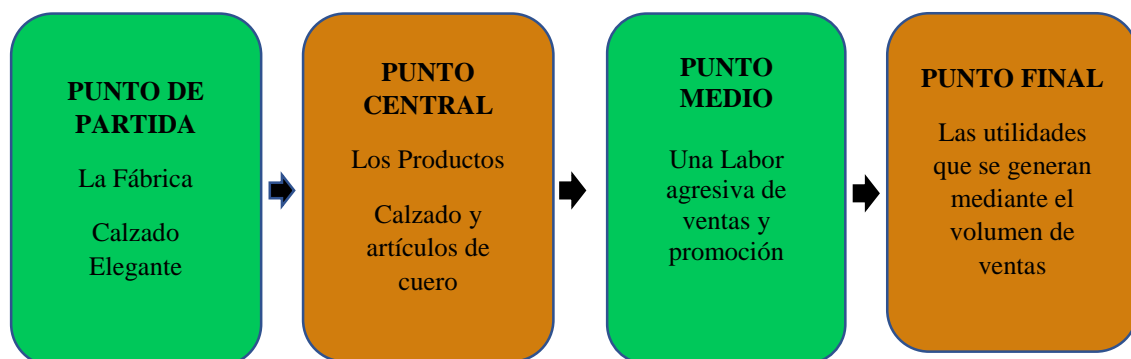 PUNTO DE
PARTIDA
La Fábrica
Calzado
Elegante
PUNTO
CENTRAL
Los Productos
Calzado y
artículos de
cuero
PUNTO
MEDIO
Una Labor
agresiva de
ventas y
promoción
PUNTO FINAL
Las utilidades
que se generan
mediante el
volumen de
ventas